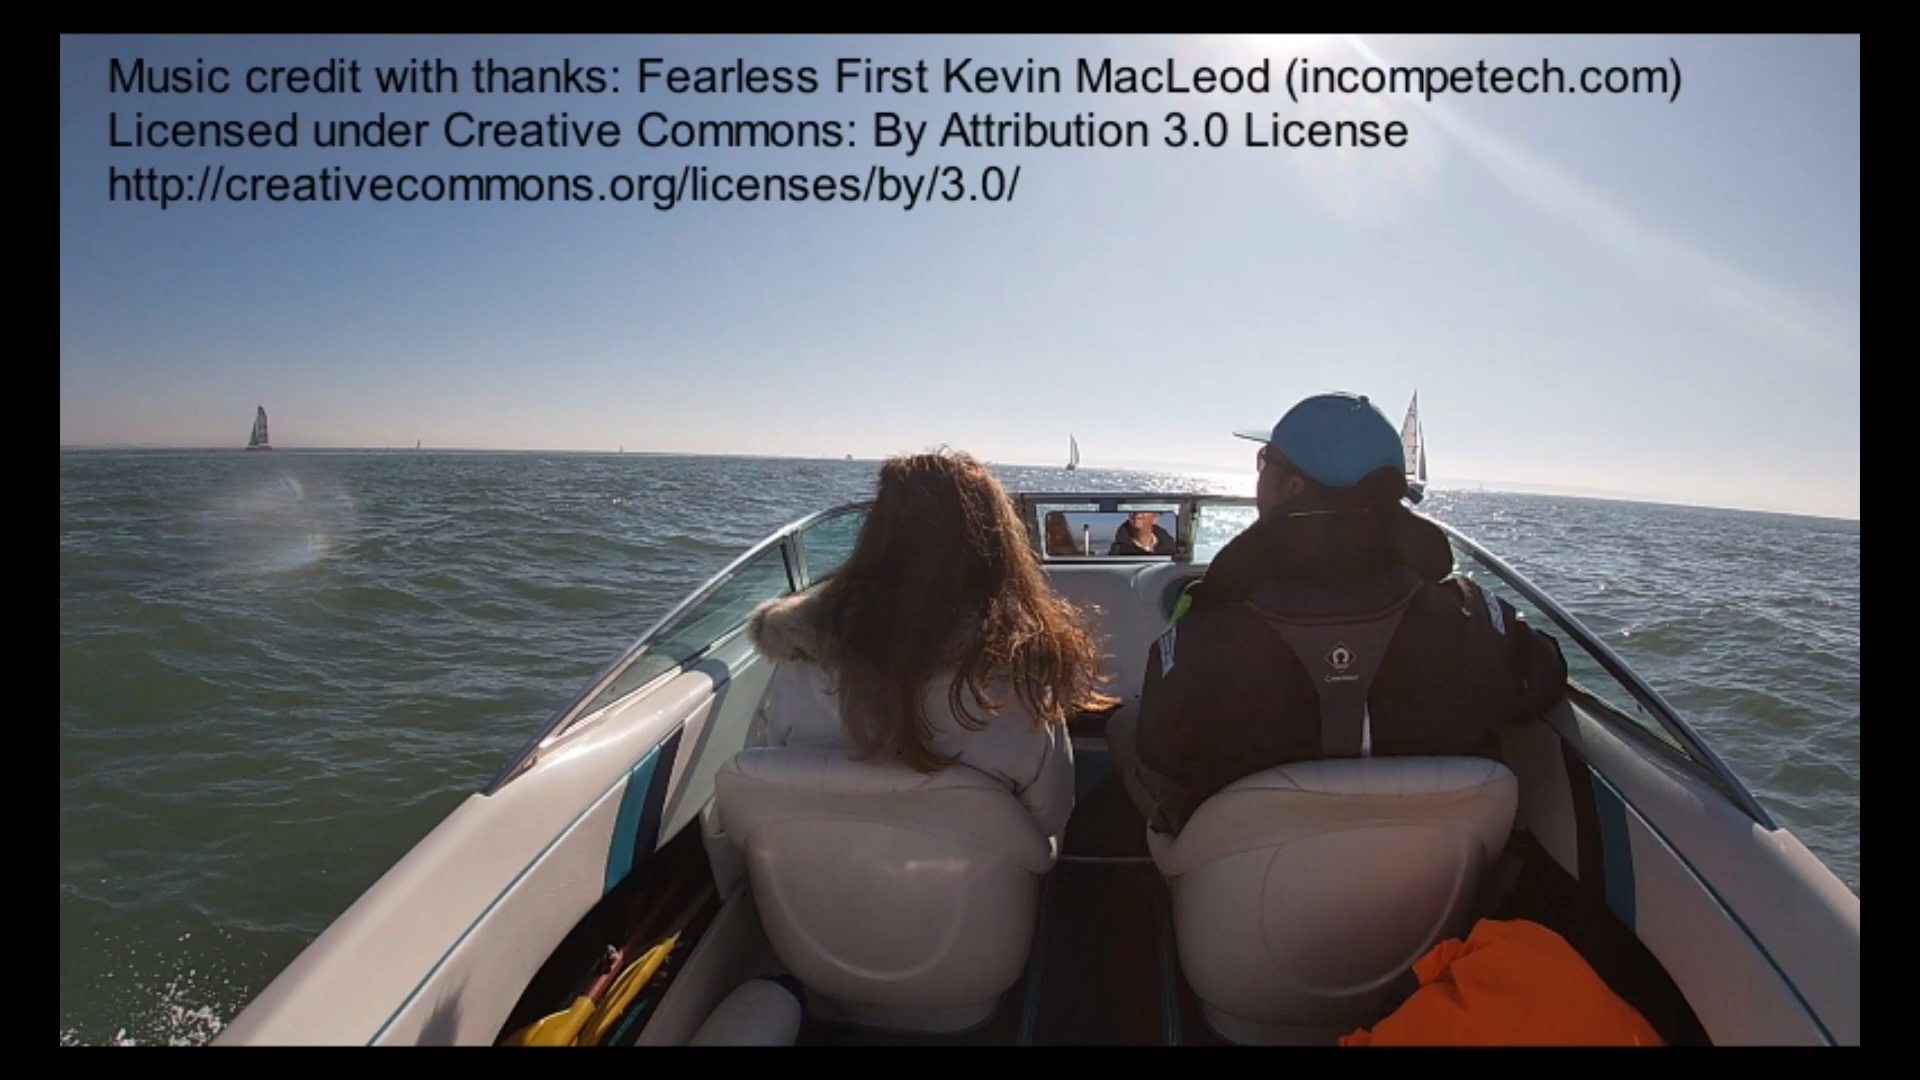 Music credit with thanks: Fearless First Kevin MacLeod (incompetech.com)
Licensed under Creative Commons: By Attribution 3.0 License
http://creativecommons.org/licenses/by/3.0/